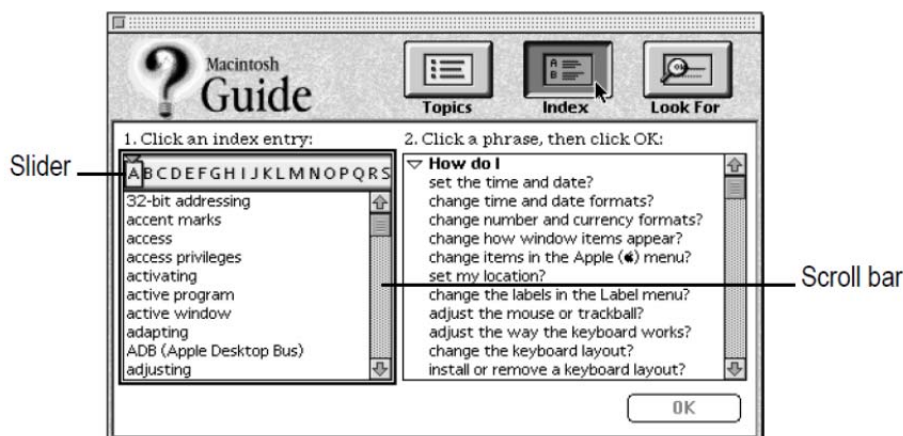 Macintosh
Guide
Topics
Index
Look For
1. Click an index entry:
2. Click a phrase, then click OK:
Slider
A B C D E F G H I J K L M N O P Q R S
32-bit addressing
accent marks
access
access privileges
activating
active program
active window
adapting
ADB (Apple Desktop Bus)
adjusting
How do I
set the time and date?
change time and date formats?
change number and currency formats?
change how window items appear?
change items in the Apple () menu?
set my location?
change the labels in the Label menu?
adjust the mouse or trackball?
adjust the way the keyboard works?
change the keyboard layout?
install or remove a keyboard layout?
Scroll bar
OK